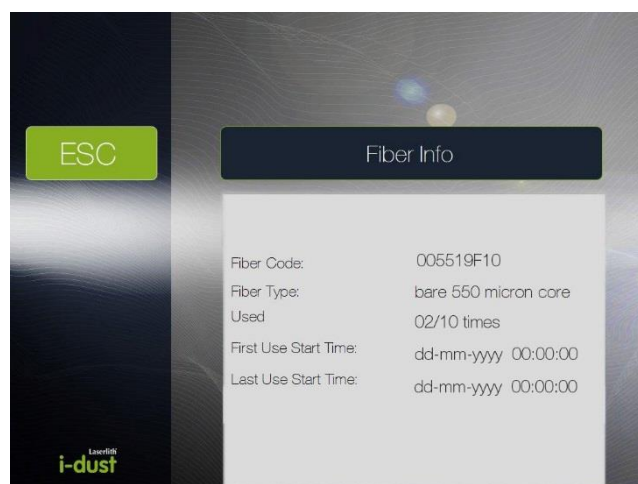 ESC
Fiber Info
Fiber Code: 005519F10
Fiber Type: bare 550 micron core
Used 02/10 times
First Use Start Time: dd-mm-yyyy 00:00:00
Last Use Start Time: dd-mm-yyyy 00:00:00
Laserlith
i-dust